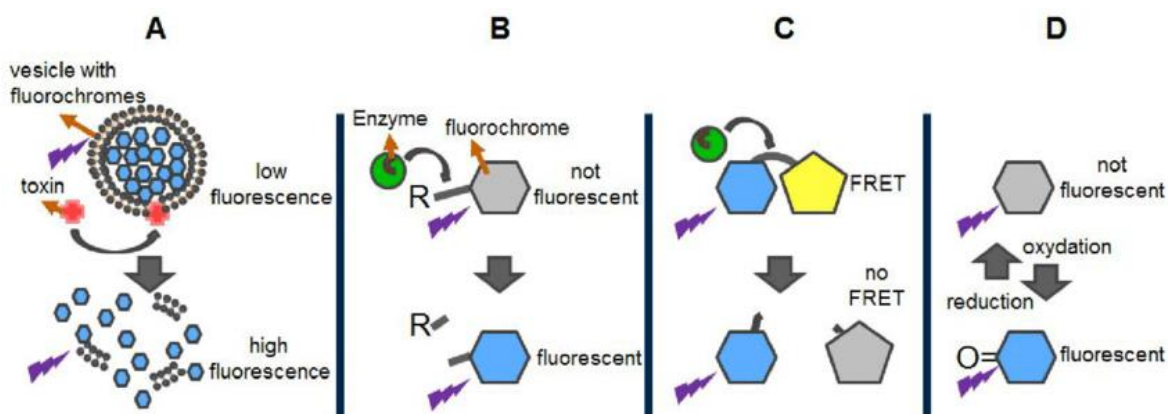 A
vesicle with
fluorochromes
low
fluorescence
toxin
high
fluorescence
B
Enzyme
fluorochrome
R
not
fluorescent
R
fluorescent
C
FRET
no
FRET
D
not
fluorescent
oxydation
reduction
O=
fluorescent